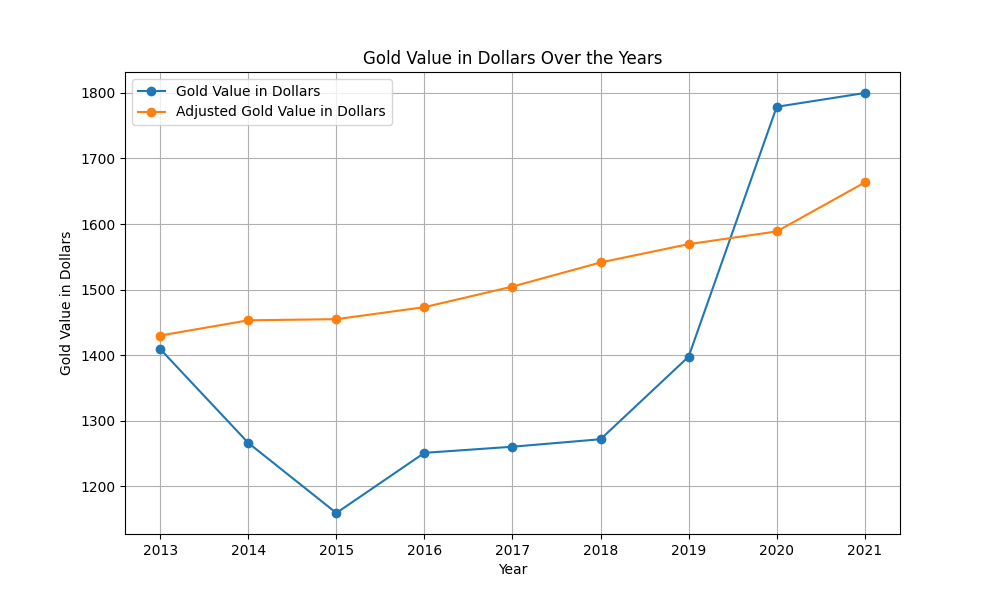 Gold Value in Dollars Over the Years
Gold Value in Dollars
Adjusted Gold Value in Dollars
Gold Value in Dollars
1800
1700
1600
1500
1400
1300
1200
2013 2014 2015 2016 2017 2018 2019 2020 2021
Year